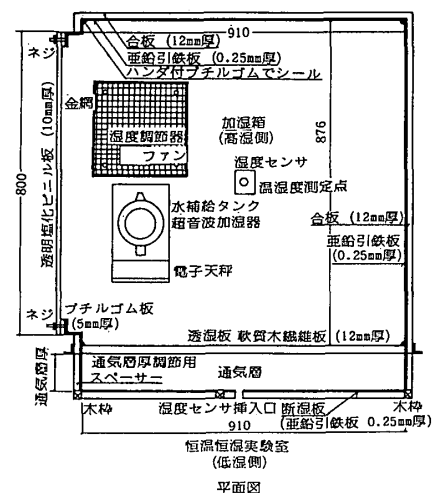 910
合板 (12mm厚)
亜鉛引鉄板 (0.25mm厚)
ハンダ付ブチルゴムでシール
ネジ
金網
透明塩化ビニール板 (10mm厚)
800
湿度調節器
ファン
加湿箱
(高湿側)
876
湿度センサ
温湿度測定点
水補給タンク
超音波加湿器
合板 (12mm厚)
亜鉛引鉄板
(0.25mm厚)
電子天秤
ネジ
ブチルゴム板
(5mm厚)
透湿板 軟質木繊維板 (12mm厚)
通気層厚
通気層厚調節用
スペーサー
通気層
木枠
湿度センサ挿入口
断湿板
(亜鉛引鉄板 0.25mm厚)
木枠
910
恒温恒湿実験室
(低湿側)
平面図